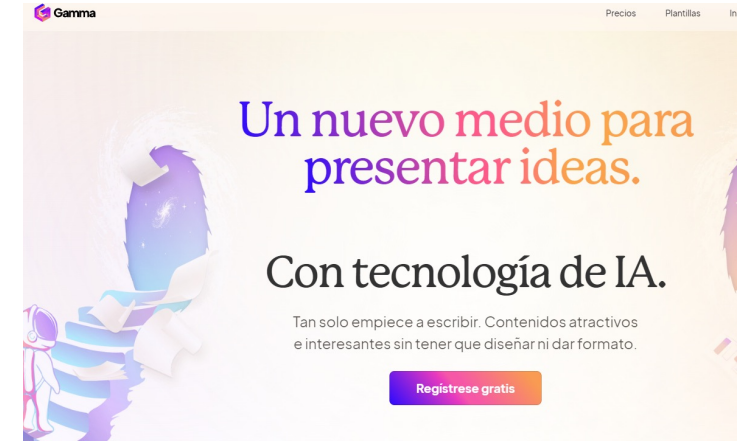 Gamma
Precios Plantillas In
Un nuevo medio para
presentar ideas.
Con tecnología de IA.
Tan solo empiece a escribir. Contenidos atractivos
e interesantes sin tener que diseñar ni dar formato.
Regístrese gratis